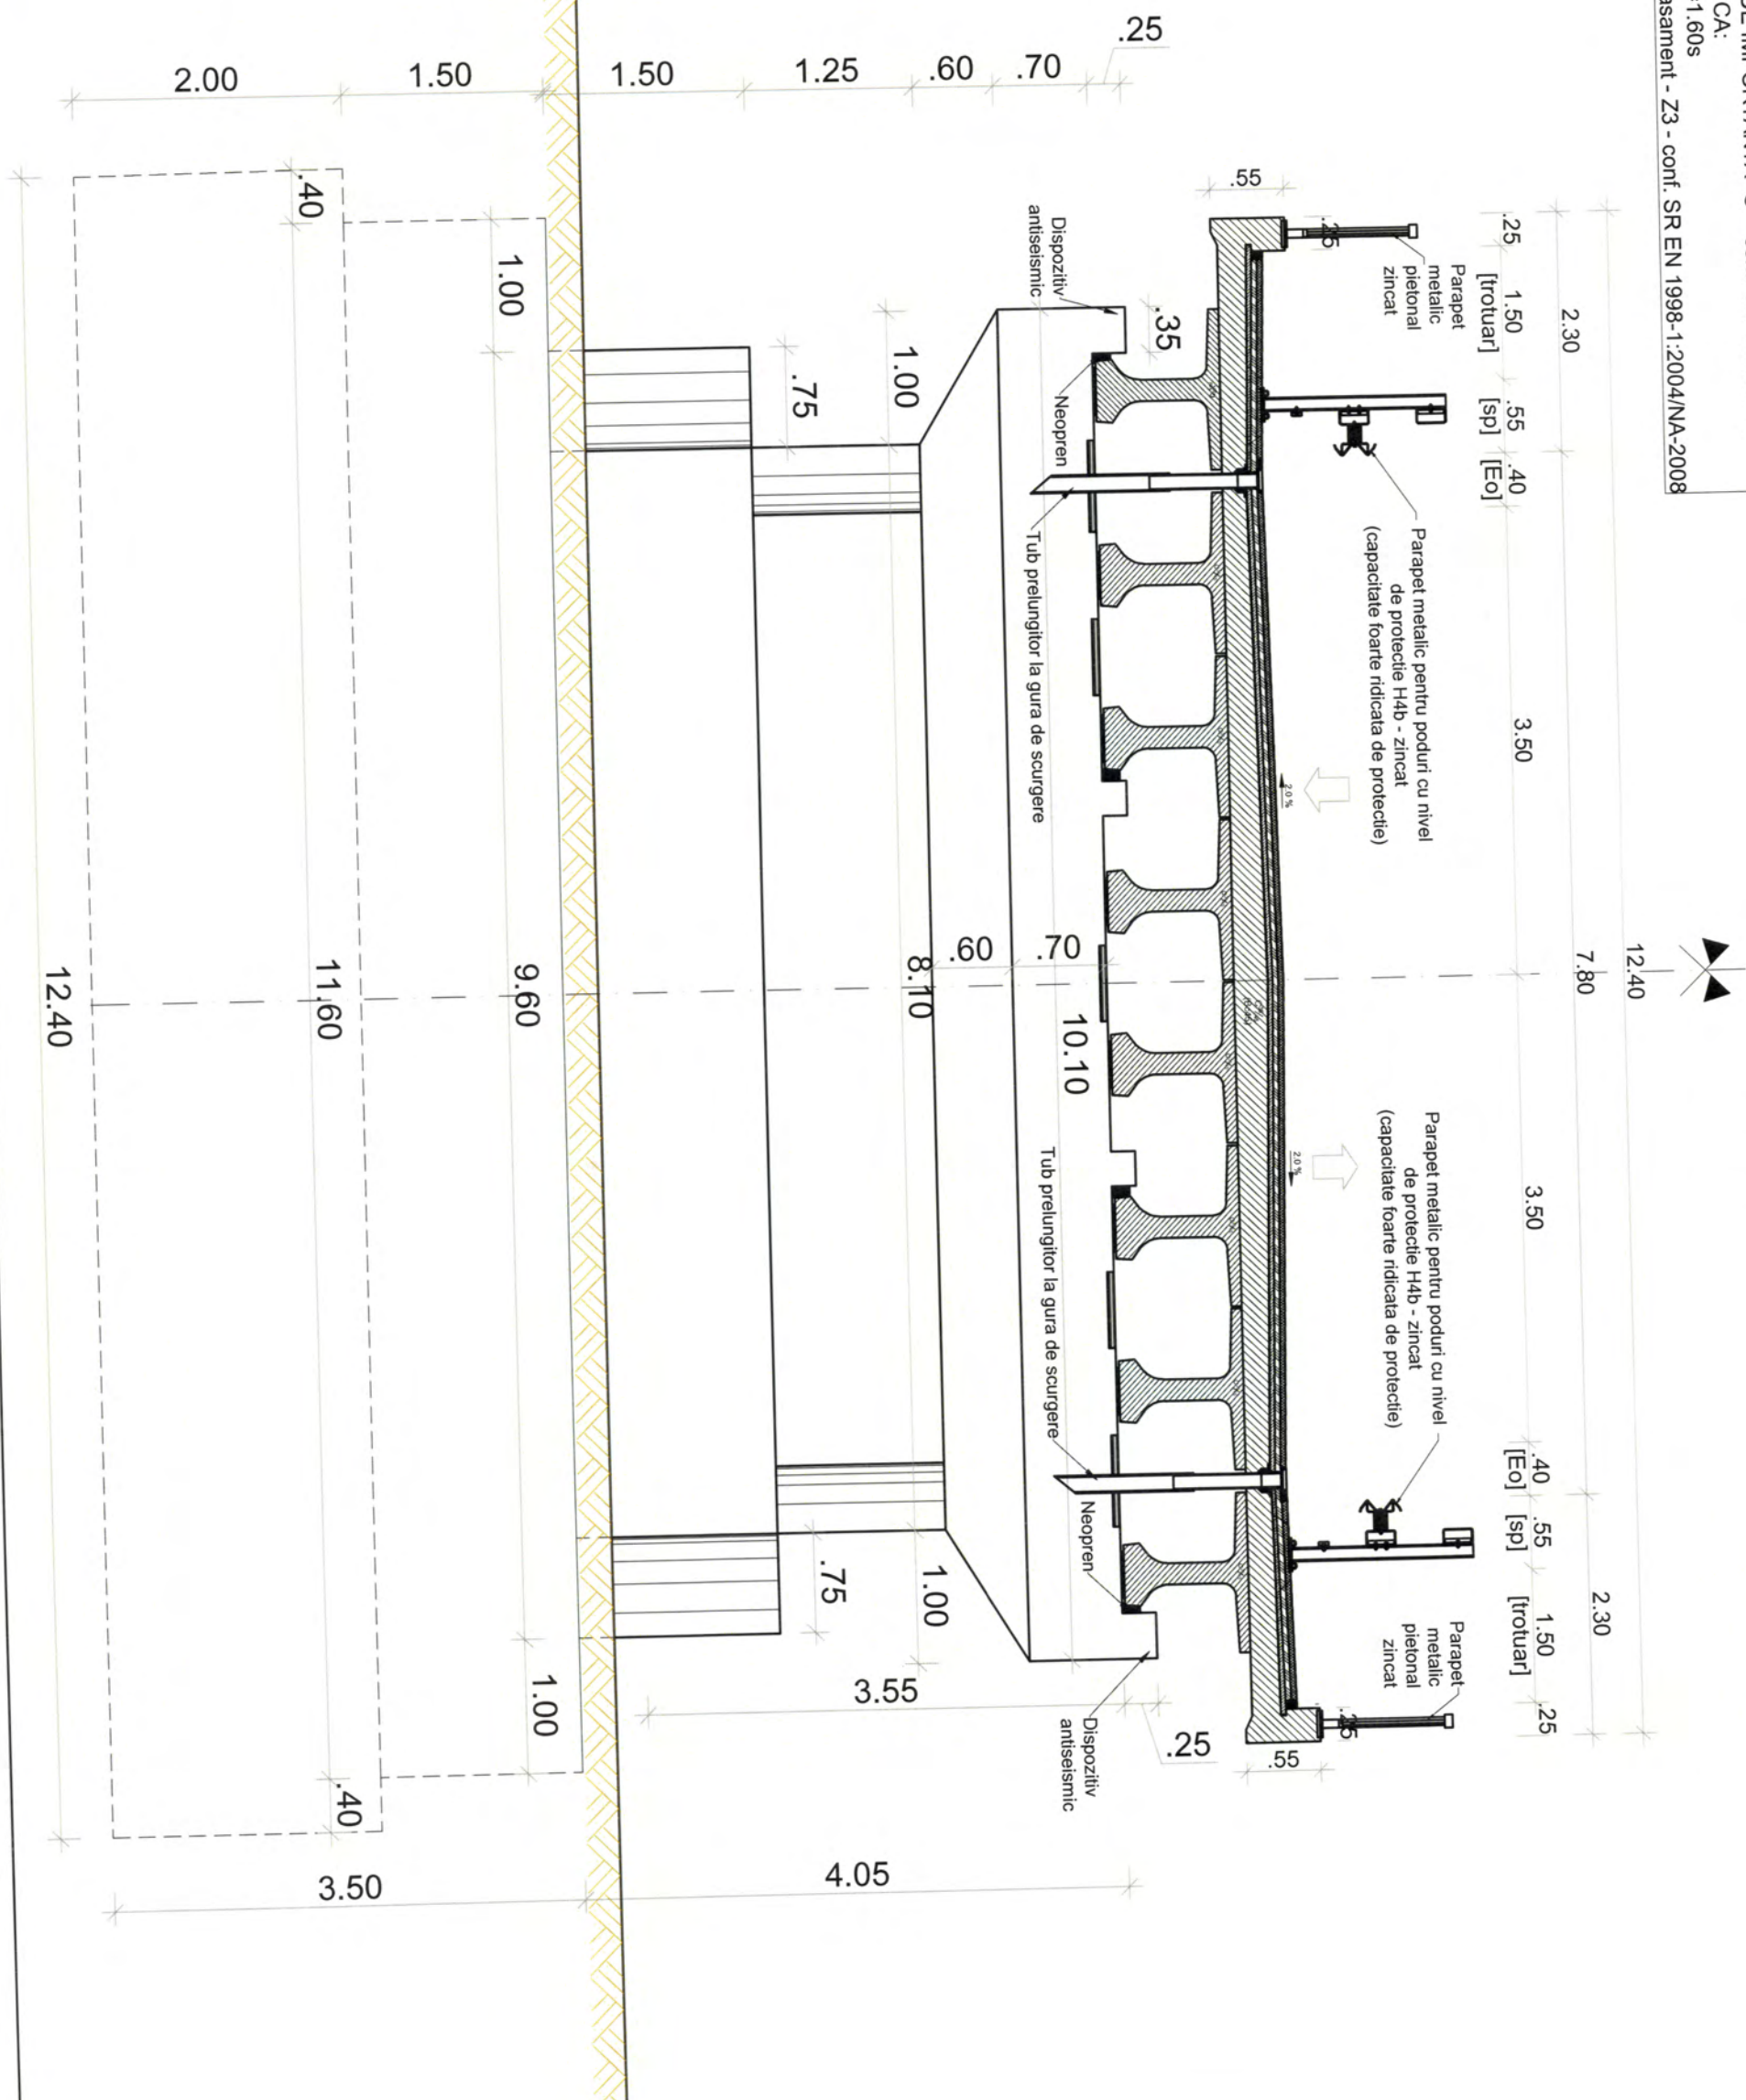 CA:
1.60s
asament - Z3 - conf. SR EN 1998-1:2004/NA-2008
12.40
2.30
7.80
2.30
.25
1.50
[trotuar]
.55
[sp]
.40
[Eo]
3.50
3.50
.40
[Eo]
.55
[sp]
1.50
[trotuar]
.25
Parapet
metalic
pietonal
zincat
Parapet metalic pentru poduri cu nivel
de protectie H4b - zincat
(capacitate foarte ridicata de protectie)
Parapet metalic pentru poduri cu nivel
de protectie H4b - zincat
(capacitate foarte ridicata de protectie)
Parapet
metalic
pietonal
zincat
.25
.25
.55
.55
2.0 %
2.0 %
.25
.70
.60
1.25
1.50
1.50
2.00
Dispozitiv
antiseismic
.35
Neopren
Tub prelungitor la gura de scurgere
.70
.60
10.10
Tub prelungitor la gura de scurgere
Neopren
Dispozitiv
antiseismic
.25
3.55
1.00
8.10
1.00
.75
.75
4.05
1.00
9.60
1.00
.40
11.60
.40
3.50
12.40